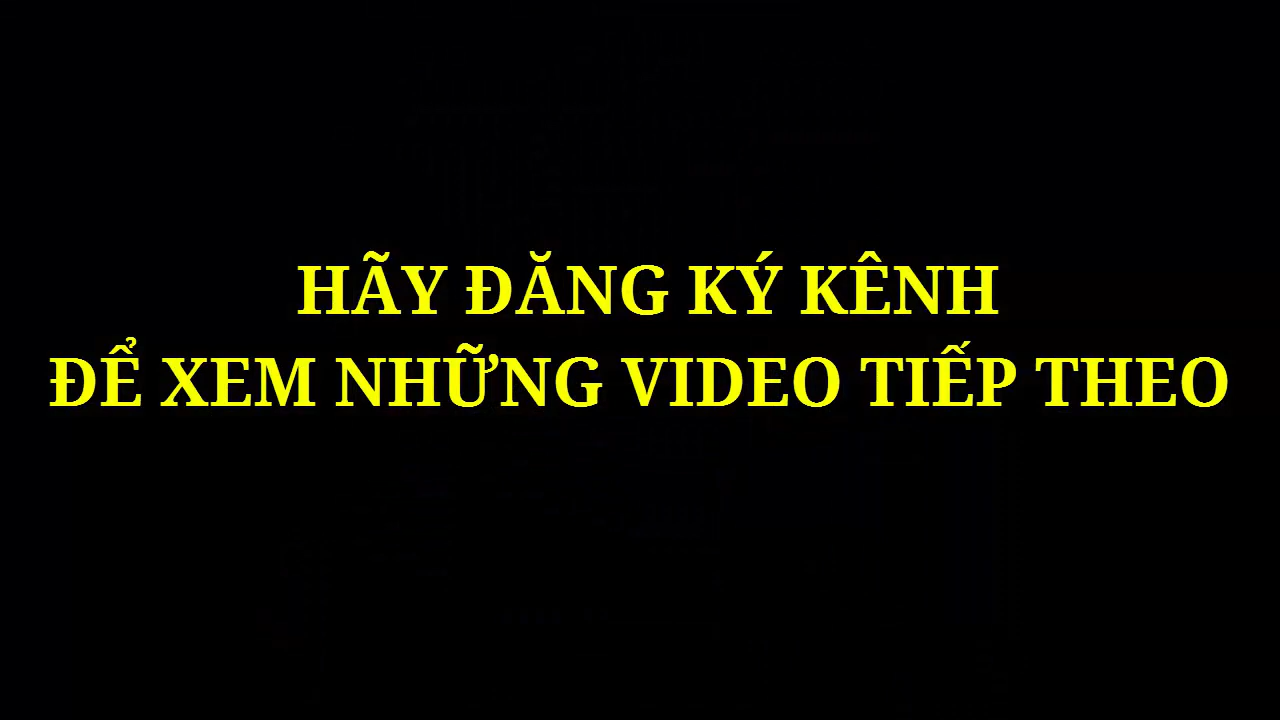 HÃY ĐĂNG KÝ KÊNH
ĐỂ XEM NHỮNG VIDEO TIẾP THEO